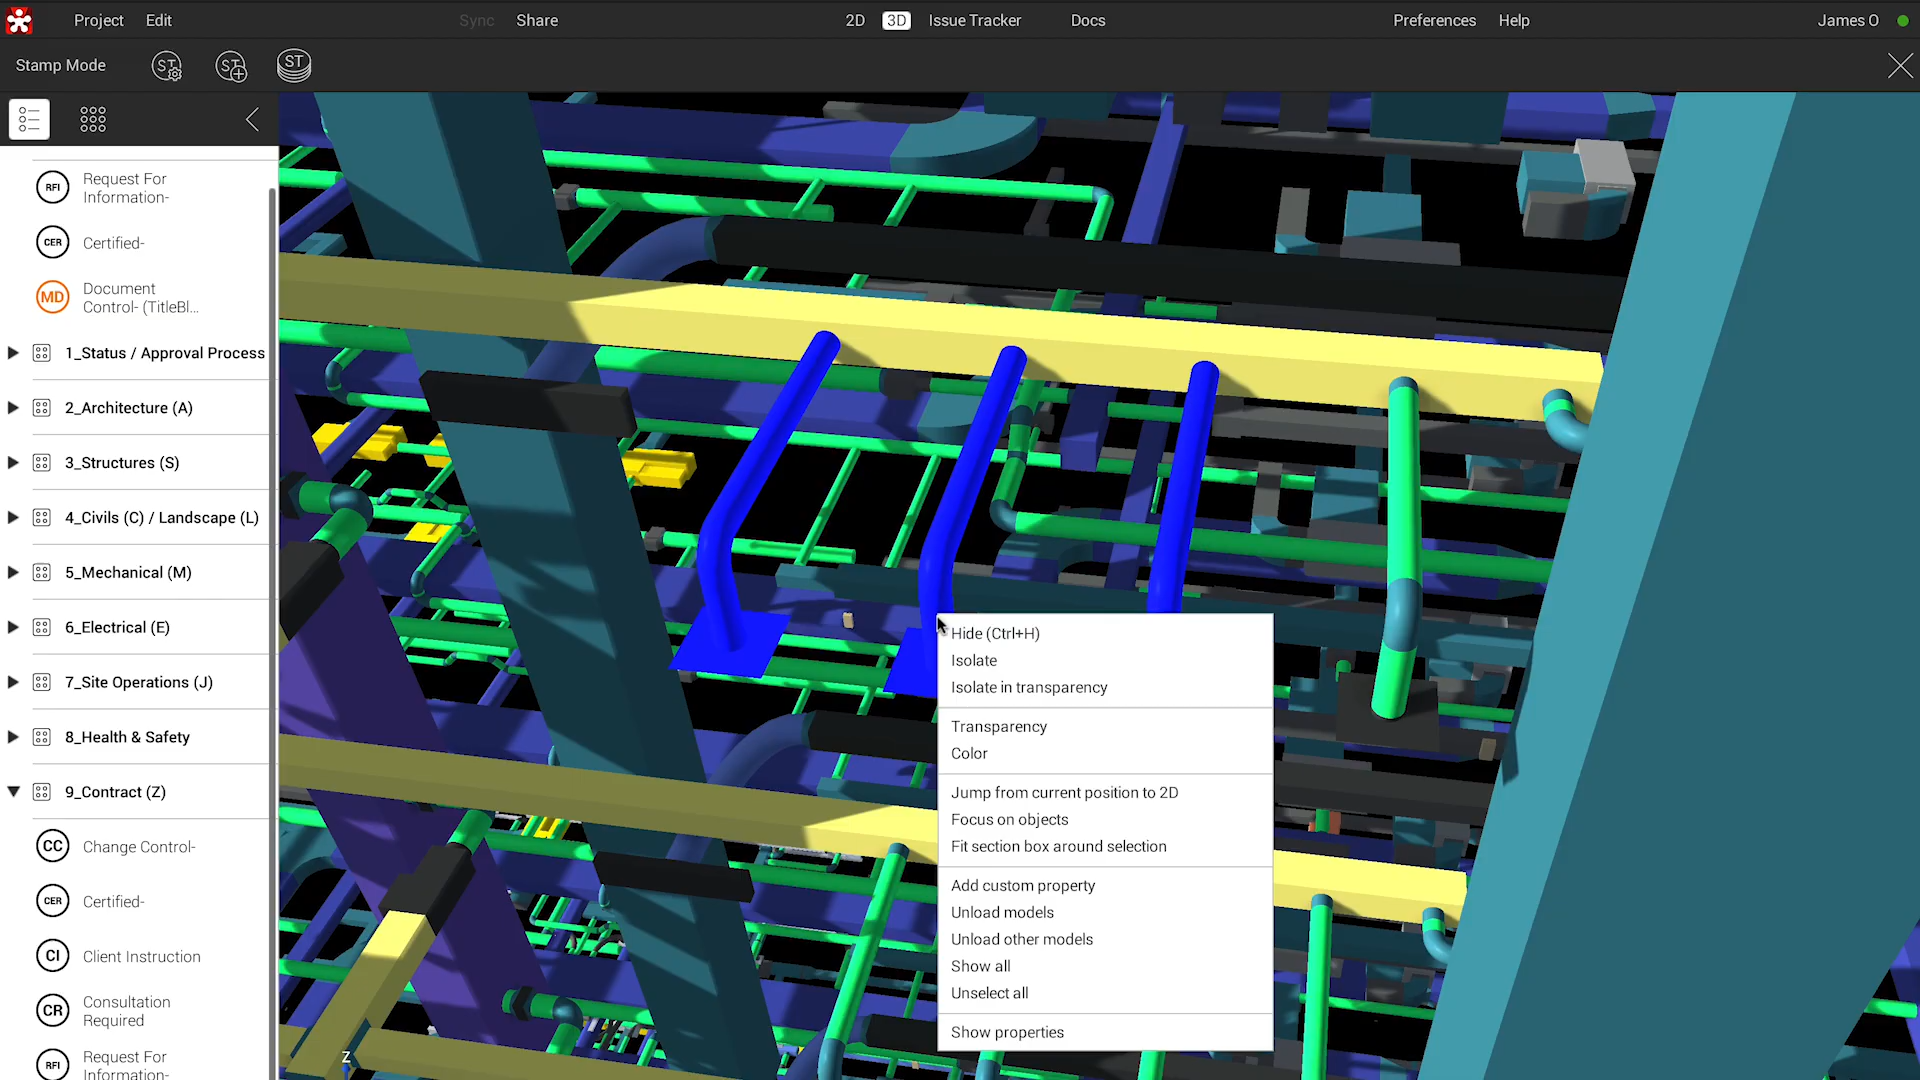 Project Edit Sync Share 2D 3D Issue Tracker Docs Preferences Help James O
Stamp Mode ST ST ST
RFI Request For
Information-
CER Certified-
MD Document
Control- (TitleBl...
1_Status / Approval Process
2_Architecture (A)
3_Structures (S)
4_Civils (C) / Landscape (L)
5_Mechanical (M)
6_Electrical (E)
7_Site Operations (J)
8_Health & Safety
9_Contract (Z)
CC Change Control-
CER Certified-
CI Client Instruction
CR Consultation
Required
RFI Request For
Information-
Hide (Ctrl+H)
Isolate
Isolate in transparency
Transparency
Color
Jump from current position to 2D
Focus on objects
Fit section box around selection
Add custom property
Unload models
Unload other models
Show all
Unselect all
Show properties
Z